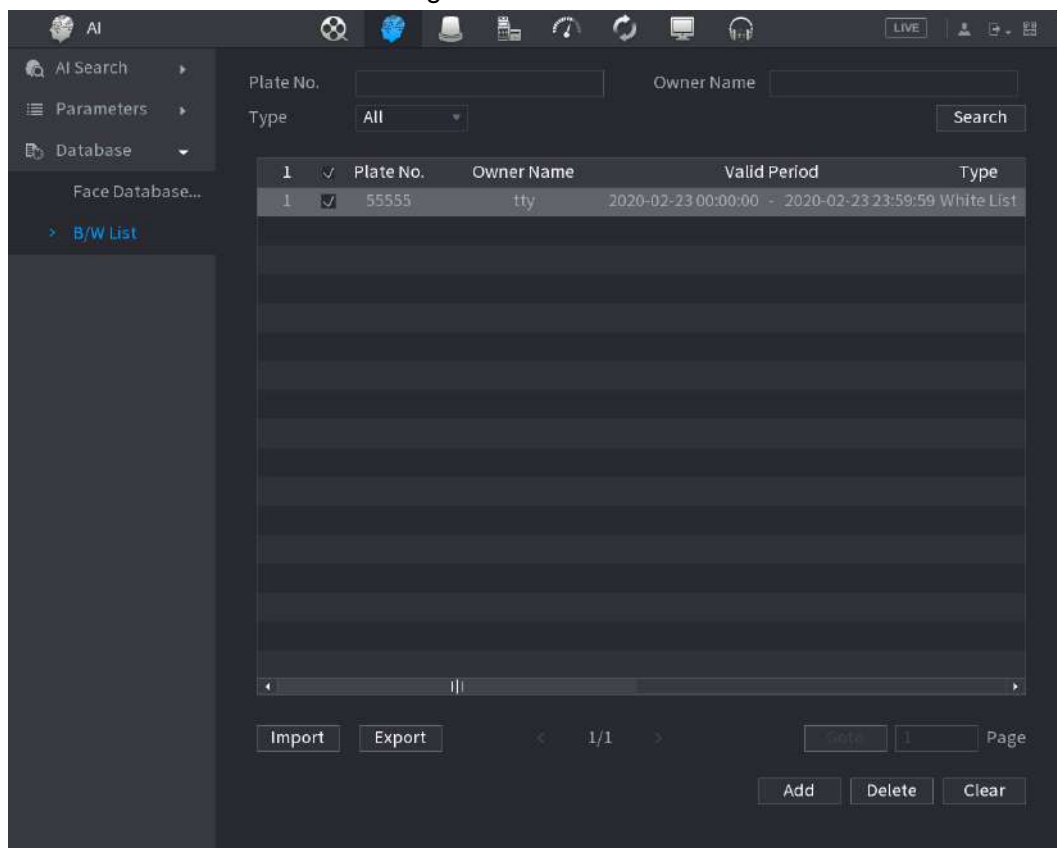 AI
LIVE
AI Search
Parameters
Database
Face Database...
B/W List
Plate No.
Owner Name
Type
All
Search
1 Plate No. Owner Name Valid Period Type
1 55555 tty 2020-02-23 00:00:00 - 2020-02-23 23:59:59 White List
Import
Export
1/1
Goto
1
Page
Add
Delete
Clear